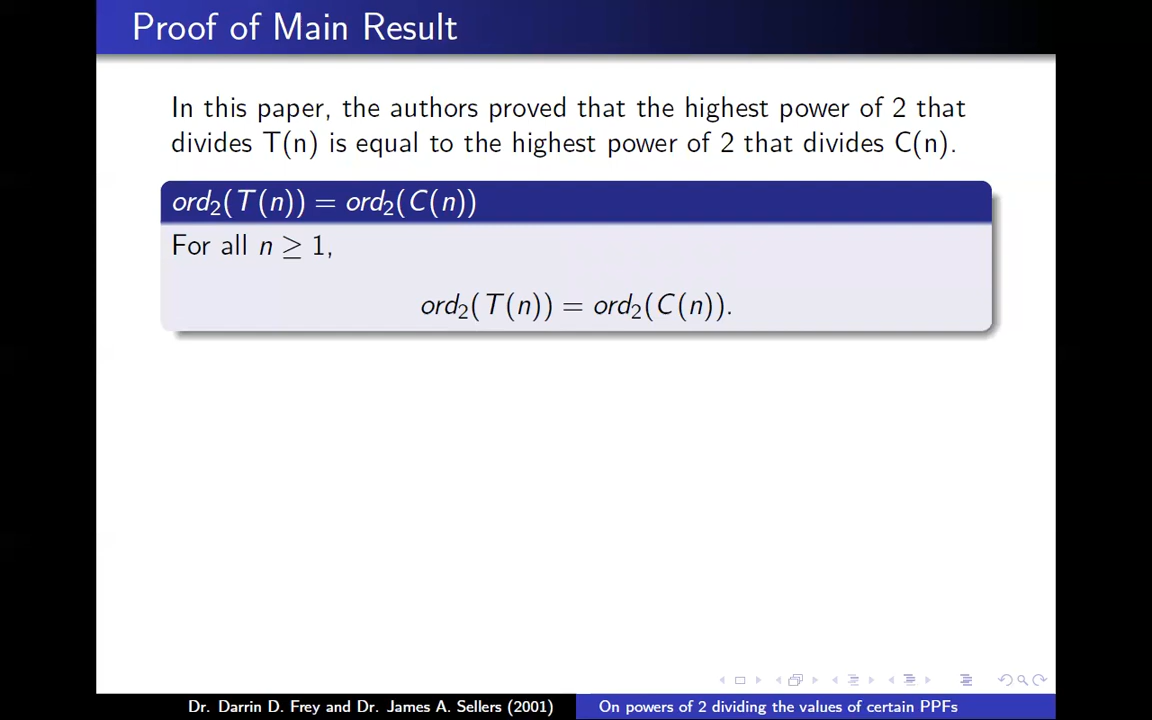 Proof of Main Result
In this paper, the authors proved that the highest power of 2 that
divides T(n) is equal to the highest power of 2 that divides C(n).
ord₂(T(n)) = ord₂(C(n))
For all n ≥ 1,
ord₂(T(n)) = ord₂(C(n)).
Dr. Darrin D. Frey and Dr. James A. Sellers (2001)
On powers of 2 dividing the values of certain PPFs